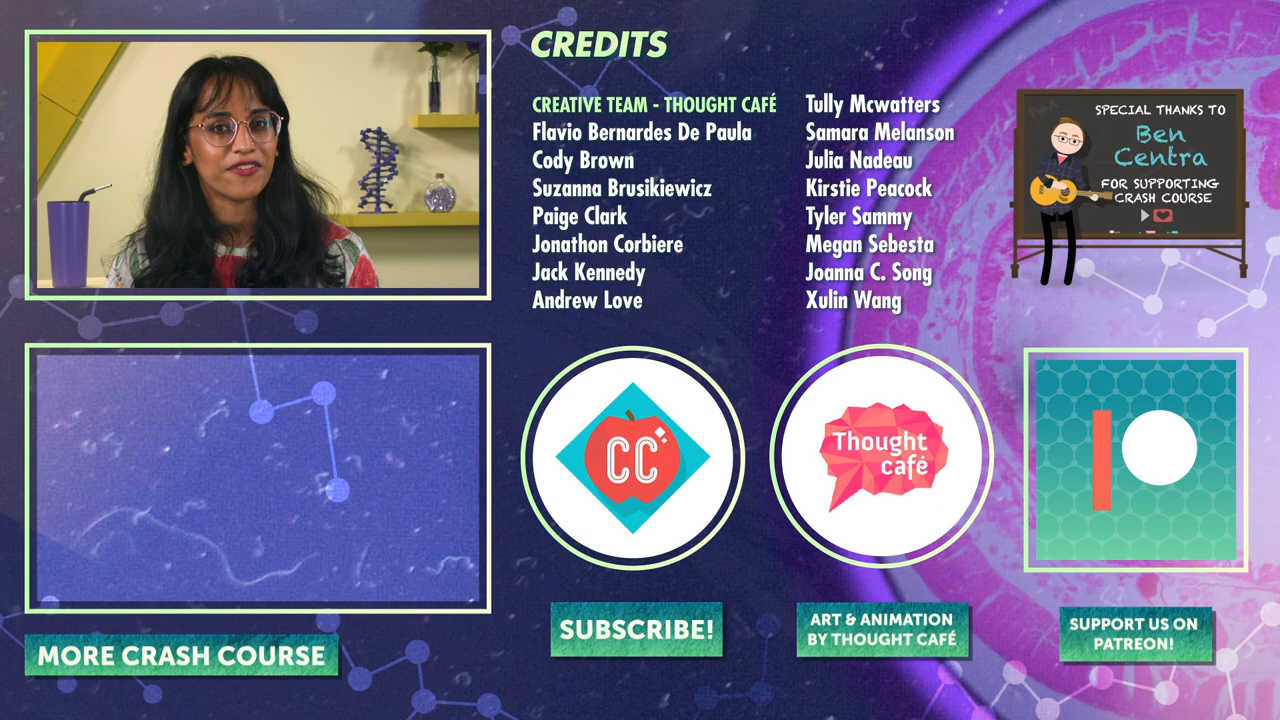 CREDITS
CREATIVE TEAM - THOUGHT CAFÉ
Flavio Bernardes De Paula
Cody Brown
Suzanna Brusikiewicz
Paige Clark
Jonathon Corbiere
Jack Kennedy
Andrew Love
Tully Mcwatters
Samara Melanson
Julia Nadeau
Kirstie Peacock
Tyler Sammy
Megan Sebesta
Joanna C. Song
Xulin Wang
SPECIAL THANKS TO
Ben
Centra
FOR SUPPORTING
CRASH COURSE
CC
Thought
café
MORE CRASH COURSE
SUBSCRIBE!
ART & ANIMATION
BY THOUGHT CAFÉ
SUPPORT US ON
PATREON!